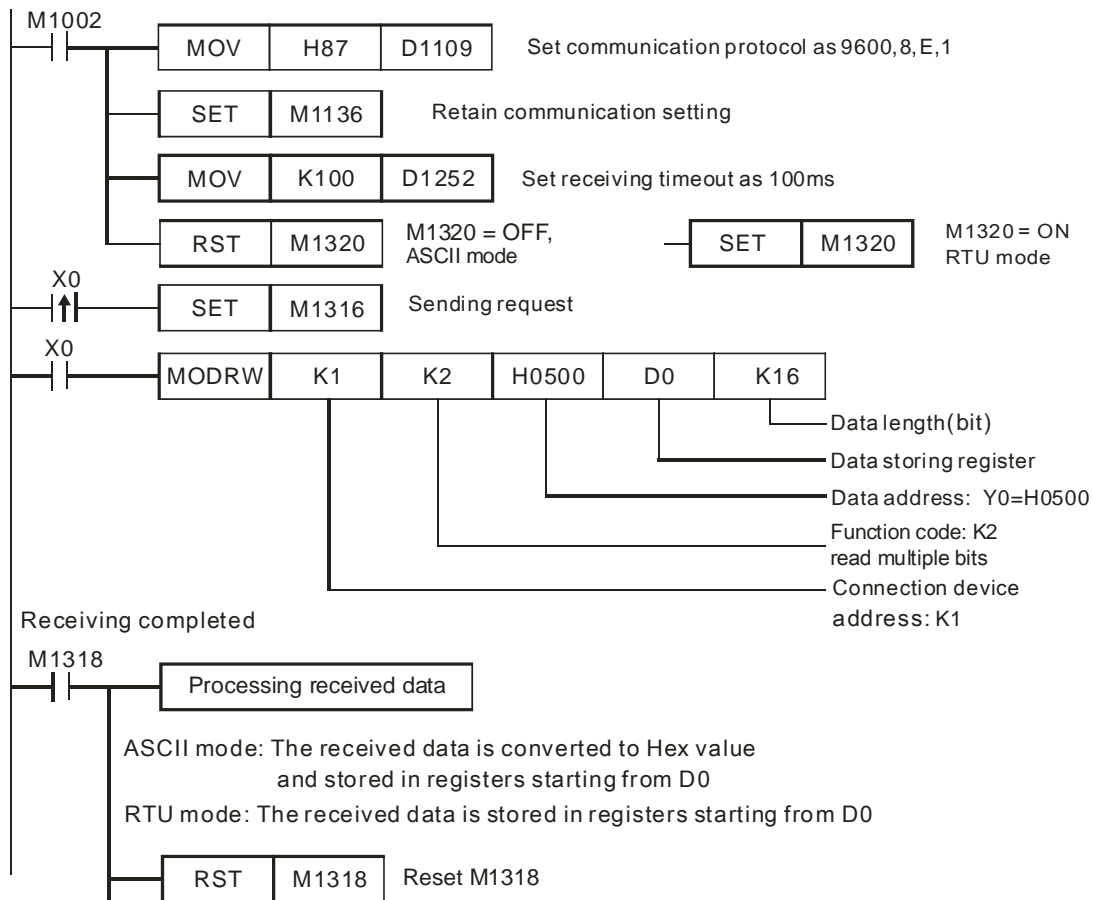 M1002
MOV H87 D1109 Set communication protocol as 9600,8,E,1
SET M1136 Retain communication setting
MOV K100 D1252 Set receiving timeout as 100ms
RST M1320 M1320 = OFF,
ASCII mode
SET M1320 M1320 = ON
RTU mode
X0
SET M1316 Sending request
X0
MODRW K1 K2 H0500 D0 K16
Data length(bit)
Data storing register
Data address: Y0=H0500
Function code: K2
read multiple bits
Connection device
address: K1
Receiving completed
M1318
Processing received data
ASCII mode: The received data is converted to Hex value
and stored in registers starting from D0
RTU mode: The received data is stored in registers starting from D0
RST M1318 Reset M1318